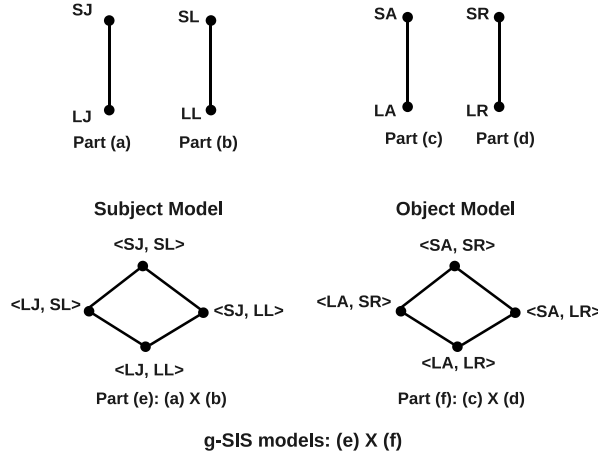 SJ SL SA SR
LJ LL LA LR
Part (a) Part (b) Part (c) Part (d)
Subject Model Object Model
<SJ, SL> <SA, SR>
<LJ, SL> <SJ, LL> <LA, SR> <SA, LR>
<LJ, LL> <LA, LR>
Part (e): (a) X (b) Part (f): (c) X (d)
g-SIS models: (e) X (f)